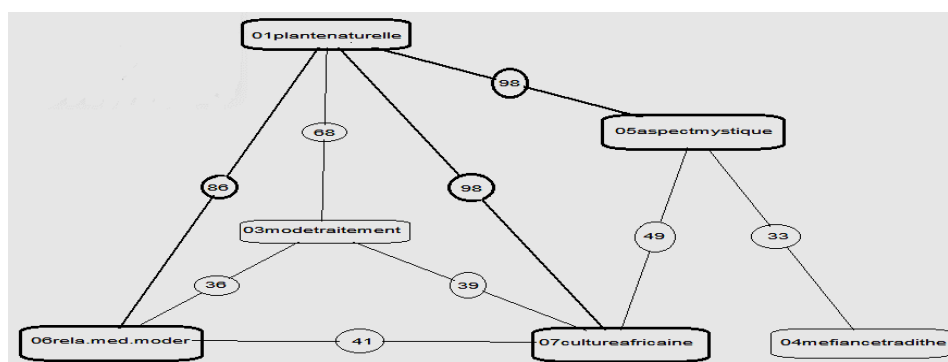 01plantenaturelle
98
05aspectmystique
68
86
98
03modetraitement
49
33
36
39
06rela.med.moder
41
07cultureafricaine
04mefiancetradithe